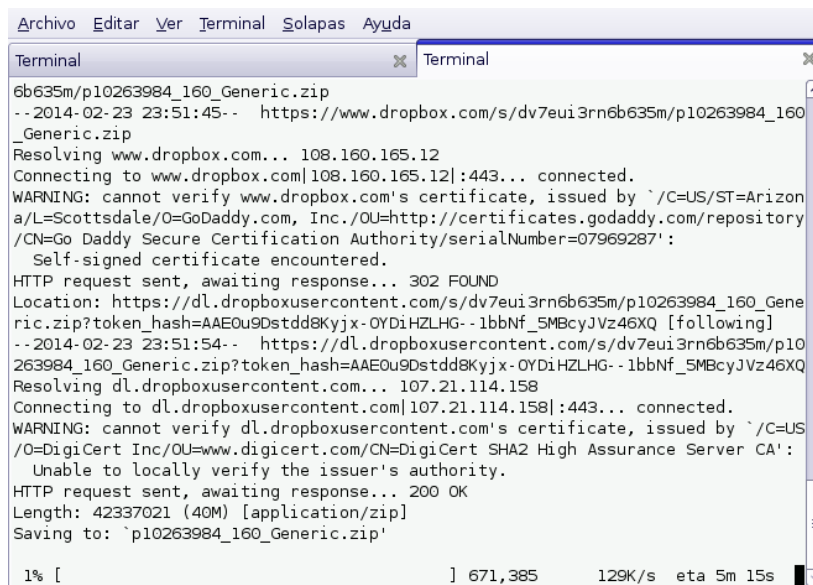 Archivo Editar Ver Terminal Solapas Ayuda
Terminal Terminal
6b635m/p10263984_160_Generic.zip
--2014-02-23 23:51:45--  https://www.dropbox.com/s/dv7eui3rn6b635m/p10263984_160
_Generic.zip
Resolving www.dropbox.com... 108.160.165.12
Connecting to www.dropbox.com|108.160.165.12|:443... connected.
WARNING: cannot verify www.dropbox.com's certificate, issued by `/C=US/ST=Arizon
a/L=Scottsdale/O=GoDaddy.com, Inc./OU=http://certificates.godaddy.com/repository
/CN=Go Daddy Secure Certification Authority/serialNumber=07969287':
  Self-signed certificate encountered.
HTTP request sent, awaiting response... 302 FOUND
Location: https://dl.dropboxusercontent.com/s/dv7eui3rn6b635m/p10263984_160_Gene
ric.zip?token_hash=AAE0u9Dstdd8Kyjx-OYDiHZLHG--1bbNf_5MBcyJVz46XQ [following]
--2014-02-23 23:51:54--  https://dl.dropboxusercontent.com/s/dv7eui3rn6b635m/p10
263984_160_Generic.zip?token_hash=AAE0u9Dstdd8Kyjx-OYDiHZLHG--1bbNf_5MBcyJVz46XQ
Resolving dl.dropboxusercontent.com... 107.21.114.158
Connecting to dl.dropboxusercontent.com|107.21.114.158|:443... connected.
WARNING: cannot verify dl.dropboxusercontent.com's certificate, issued by `/C=US
/O=DigiCert Inc/OU=www.digicert.com/CN=DigiCert SHA2 High Assurance Server CA':
  Unable to locally verify the issuer's authority.
HTTP request sent, awaiting response... 200 OK
Length: 42337021 (40M) [application/zip]
Saving to: `p10263984_160_Generic.zip'
1% [ ] 671,385 129K/s eta 5m 15s